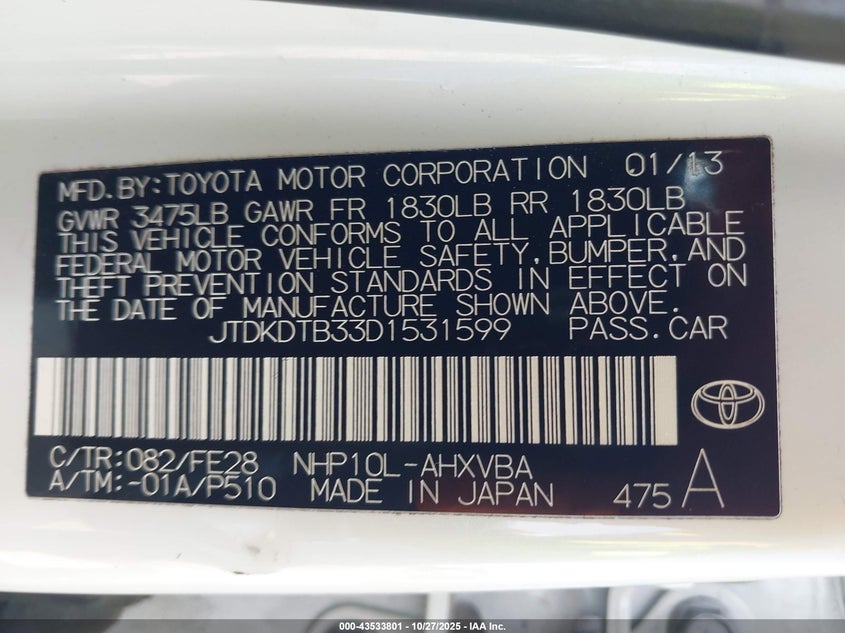 MFD.BY:TOYOTA MOTOR CORPORATION 01/13
GVWR 3475LB GAWR FR 1830LB RR 1830LB
THIS VEHICLE CONFORMS TO ALL APPLICABLE
FEDERAL MOTOR VEHICLE SAFETY,BUMPER,AND
THEFT PREVENTION STANDARDS IN EFFECT ON
THE DATE OF MANUFACTURE SHOWN ABOVE.
JTDKDTB33D1531599 PASS.CAR
C/TR:082/FE28 NHP10L-AHXVBA
A/TM:-01A/P510 MADE IN JAPAN 475 A
000-43533801 | 10/27/2025 | IAA, Inc.